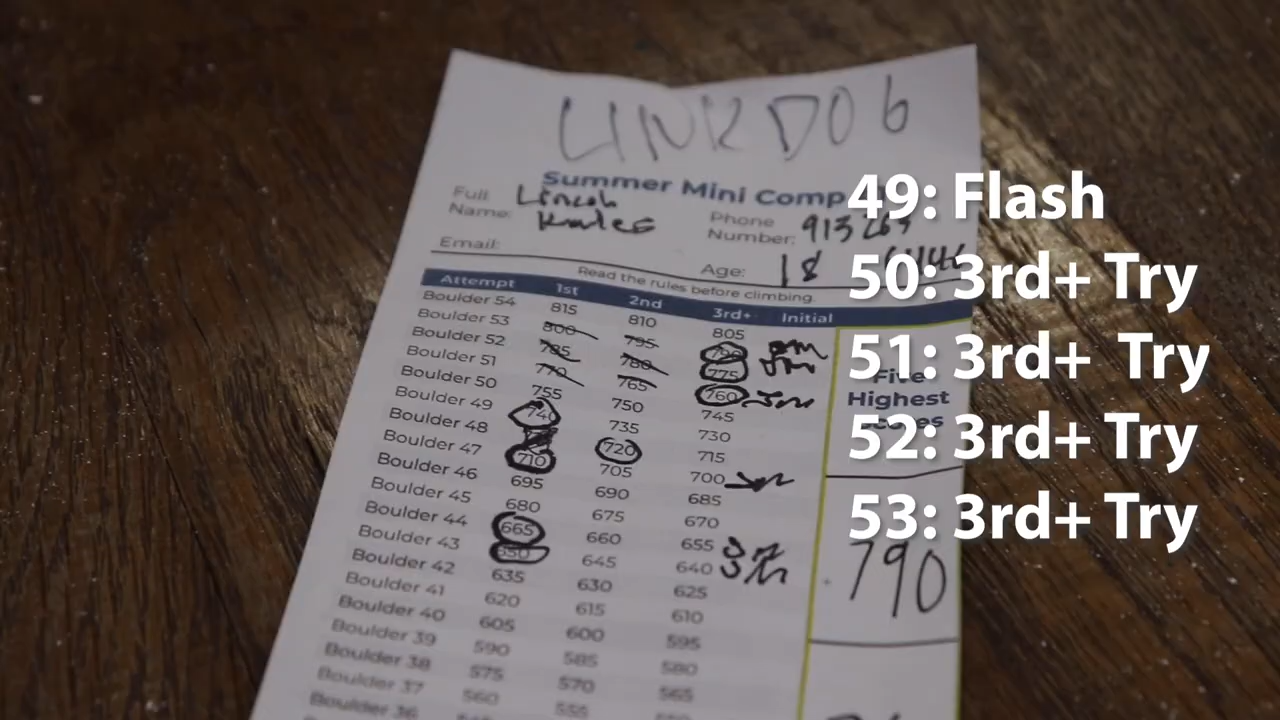 LINKDO6
Summer Mini Comp
Full Name: Lincoln
Phone Number: 913 263
Email:
Age: 18
Read the rules before climbing.
Attempt 1st 2nd 3rd+ Initial
Boulder 54 815 810 805
Boulder 53 800 795 790
Boulder 52 785 780 775
Boulder 51 770 765 760
Boulder 50 755 750 745
Boulder 49 740 735 730
Boulder 48 720 715
Boulder 47 710 705 700
Boulder 46 695 690 685
Boulder 45 680 675 670
Boulder 44 665 660 655
Boulder 43 650 645 640
Boulder 42 635 630 625
Boulder 41 620 615 610
Boulder 40 605 600 595
Boulder 39 590 585 580
Boulder 38 575 570 565
Boulder 37 560 555
Boulder 36
Five
Highest
790
49: Flash
50: 3rd+ Try
51: 3rd+ Try
52: 3rd+ Try
53: 3rd+ Try